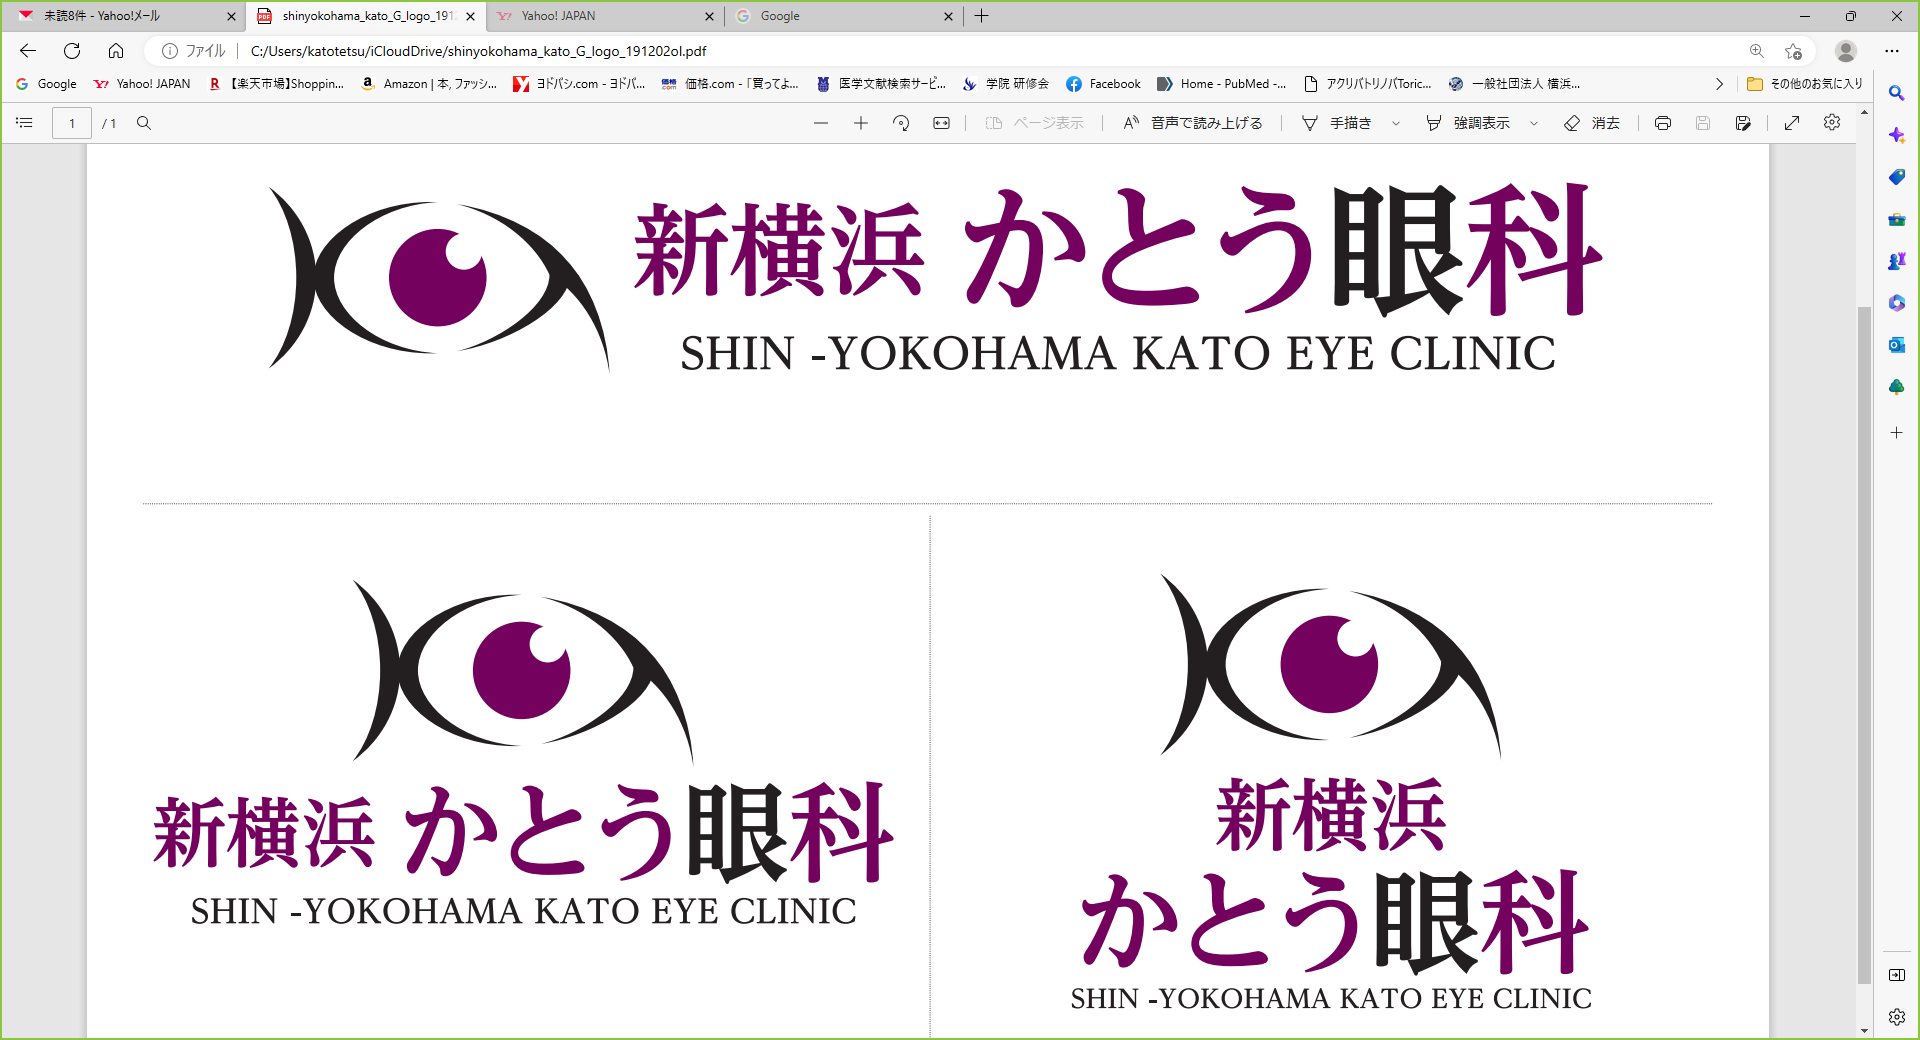 未読8件 - Yahoo!メール
shinyokohama_kato_G_logo_191
Yahoo! JAPAN
Google
ファイル
C:/Users/katotetsu/iCloudDrive/shinyokohama_kato_G_logo_191202ol.pdf
Google
Yahoo! JAPAN
【楽天市場】Shoppin...
Amazon | 本, ファッシ...
ヨドバシ.com - ヨドバ...
価格.com - 「買ってよ...
医学文献検索サービ...
学院 研修会
Facebook
Home - PubMed -...
アクリバトリノバToric...
一般社団法人 横浜...
その他のお気に入り
1 / 1
ページ表示
音声で読み上げる
手描き
強調表示
消去
新横浜 かとう眼科
SHIN -YOKOHAMA KATO EYE CLINIC
新横浜 かとう眼科
SHIN -YOKOHAMA KATO EYE CLINIC
新横浜
かとう眼科
SHIN -YOKOHAMA KATO EYE CLINIC